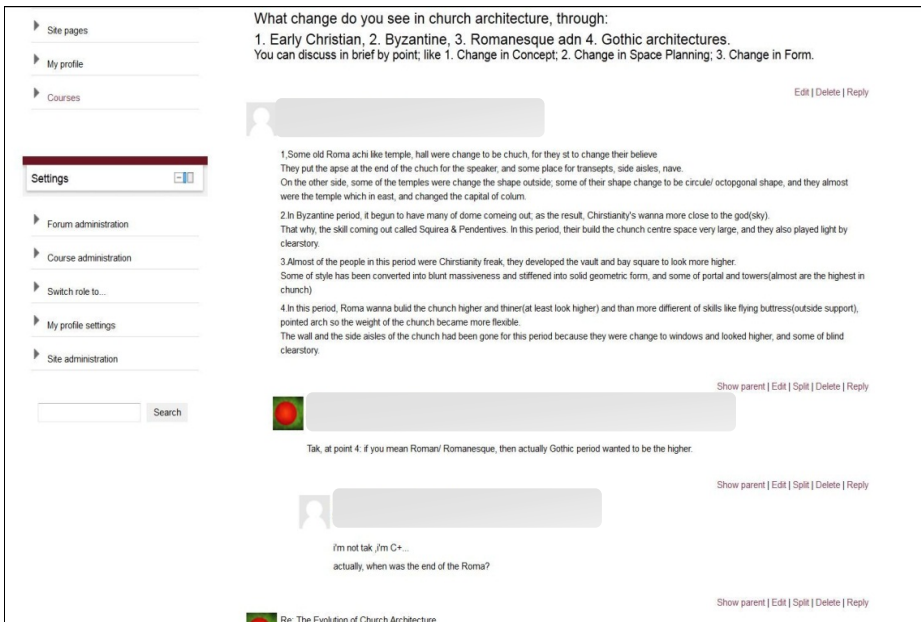 What change do you see in church architecture, through:
1. Early Christian, 2. Byzantine, 3. Romanesque adn 4. Gothic architectures.
You can discuss in brief by point; like 1. Change in Concept; 2. Change in Space Planning; 3. Change in Form.
Site pages
My profile
Courses
Settings
Forum administration
Course administration
Switch role to...
My profile settings
Site administration
Search
Edit | Delete | Reply
1,Some old Roma achi like temple, hall were change to be chuch, for they st to change their believe
They put the apse at the end of the chuch for the speaker, and some place for transepts, side aisles, nave.
On the other side, some of the temples were change the shape outside; some of their shape change to be circule/ octopgonal shape, and they almost
were the temple which in east, and changed the capital of colum.
2.In Byzantine period, it begun to have many of dome comeing out; as the result, Chirstianity's wanna more close to the god(sky).
That why, the skill coming out called Squirea & Pendentives. In this period, their build the church centre space very large, and they also played light by
clearstory.
3.Almost of the people in this period were Chirstianity freak, they developed the vault and bay square to look more higher.
Some of style has been converted into blunt massiveness and stiffened into solid geometric form, and some of portal and towers(almost are the highest in
church)
4.In this period, Roma wanna bulid the church higher and thiner(at least look higher) and than more different of skills like flying buttress(outside support),
pointed arch so the weight of the church became more flexible.
The wall and the side aisles of the chunch had been gone for this period because they were change to windows and looked higher, and some of blind
clearstory.
Show parent | Edit | Split | Delete | Reply
Tak, at point 4: if you mean Roman/ Romanesque, then actually Gothic period wanted to be the higher.
Show parent | Edit | Split | Delete | Reply
i'm not tak ,i'm C+...
actually, when was the end of the Roma?
Show parent | Edit | Split | Delete | Reply
Re: The Evolution of Church Architecture